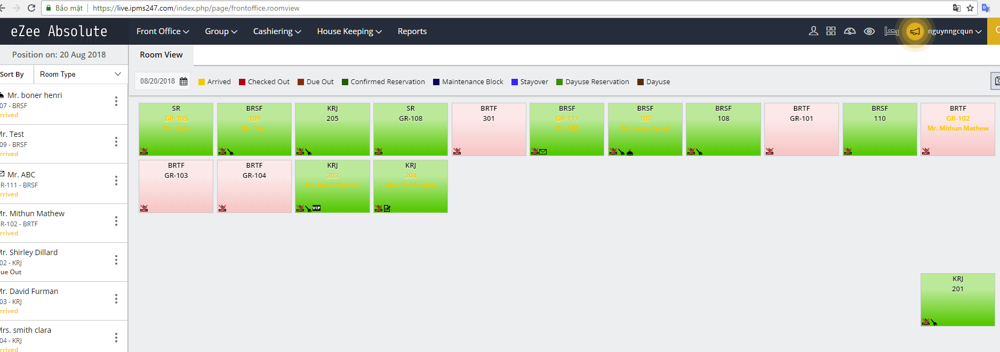 Bảo mật
https://live.ipms247.com/index.php/page/frontoffice.roomview
eZee Absolute
Front Office
Group
Cashiering
House Keeping
Reports
nguynngcqun
Position on: 20 Aug 2018
Room View
Sort By
Room Type
08/20/2018
Arrived
Checked Out
Due Out
Confirmed Reservation
Maintenance Block
Stayover
Dayuse Reservation
Dayuse
Mr. boner henri
07 - BRSF
rrived
Mr. Test
09 - BRSF
rrived
Mr. ABC
R-111 - BRSF
rrived
Mr. Mithun Mathew
R-102 - BRTF
rrived
Mr. Shirley Dillard
02 - KRJ
ue Out
Mr. David Furman
03 - KRJ
rrived
Mrs. smith clara
04 - KRJ
rrived
SR
GR-105
Mr.
BRSF
109
Mr. Test
KRJ
205
SR
GR-108
BRTF
301
BRSF
GR-111
Mr. ABC
BRSF
107
Mr. boner henri
BRSF
108
BRTF
GR-101
BRSF
110
BRTF
GR-102
Mr. Mithun Mathew
BRTF
GR-103
BRTF
GR-104
KRJ
203
Mr. David Furman
VIP
KRJ
204
Mrs. smith clara
KRJ
201